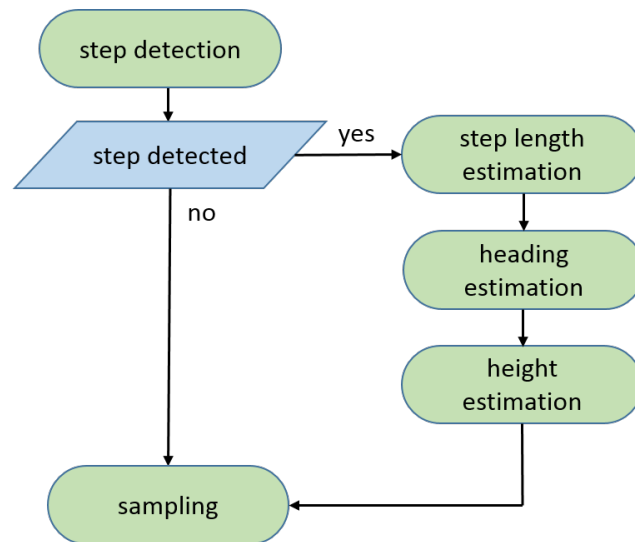 step detection
step detected
yes
step length
estimation
no
heading
estimation
height
estimation
sampling